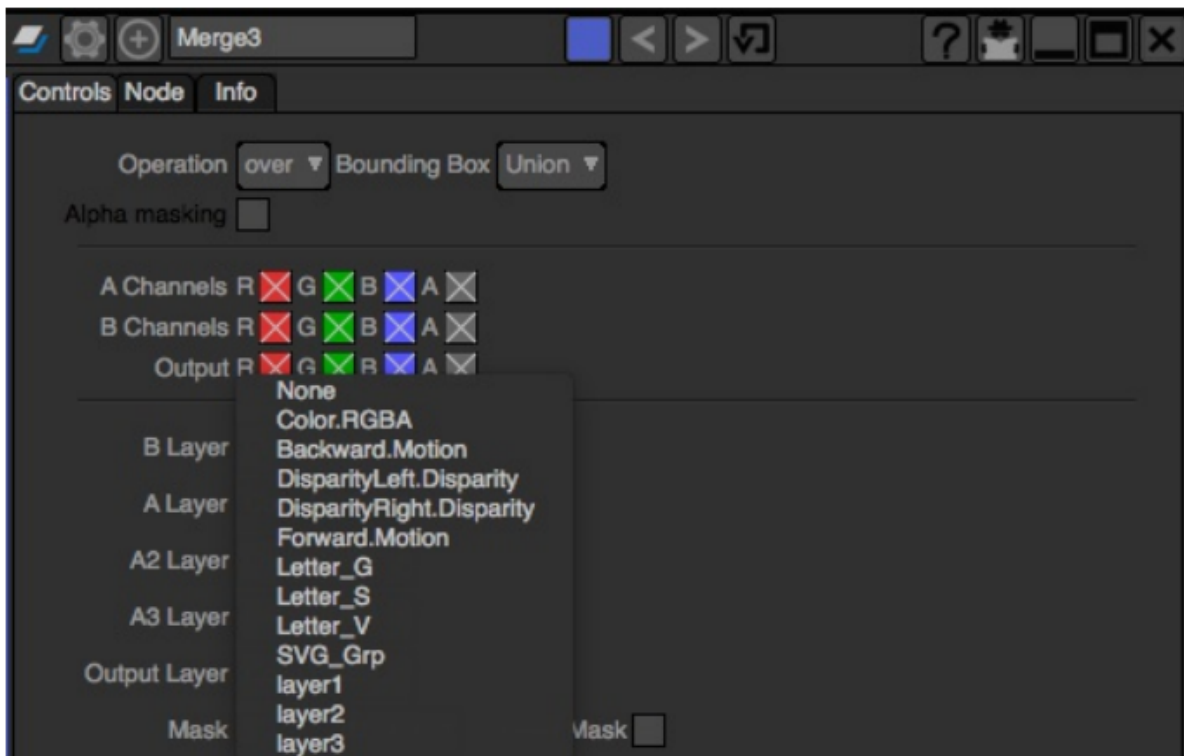 Merge3
Controls Node Info
Operation over Bounding Box Union
Alpha masking
A Channels R G B A
B Channels R G B A
Output R G B A
None
Color.RGBA
B Layer
Backward.Motion
DisparityLeft.Disparity
A Layer
DisparityRight.Disparity
Forward.Motion
A2 Layer
Letter_G
Letter_S
A3 Layer
Letter_V
SVG_Grp
Output Layer
layer1
layer2
Mask Mask
layer3